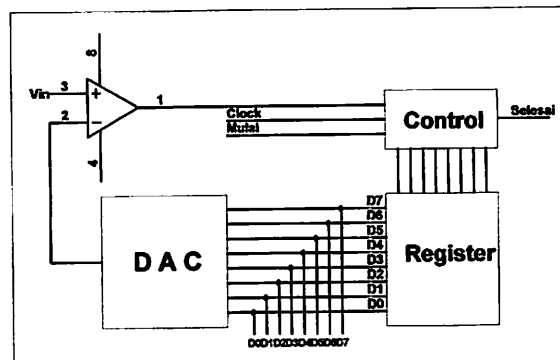 8
Vin 3 + 1
2 −
4
Clock
Mulai
Control
Selesai
D A C
D7
D6
D5
D4
D3
D2
D1
D0
Register
D0D1D2D3D4D5D6D7